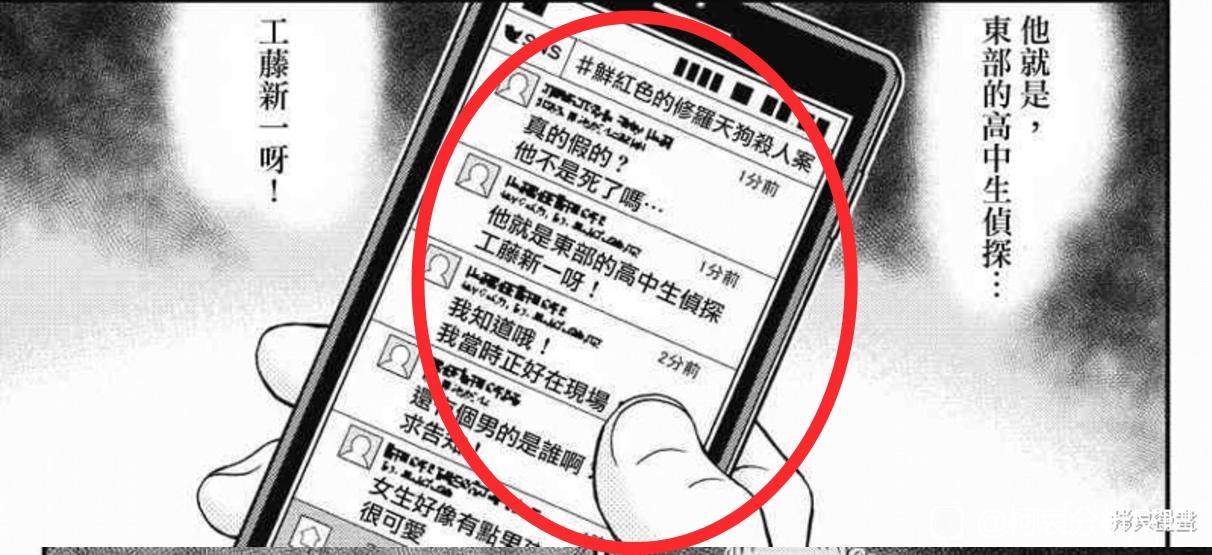 他就是，
東部的高中生偵探…
工藤新一呀！
SNS
#鮮紅色的修羅天狗殺人案
1分前
真的假的？
他不是死了嗎…
1分前
他就是東部的高中生偵探
工藤新一呀！
2分前
我知道哦！
我當時正好在現場
還有個男的是誰啊
求告知！
女生好像有點男孩
很可愛